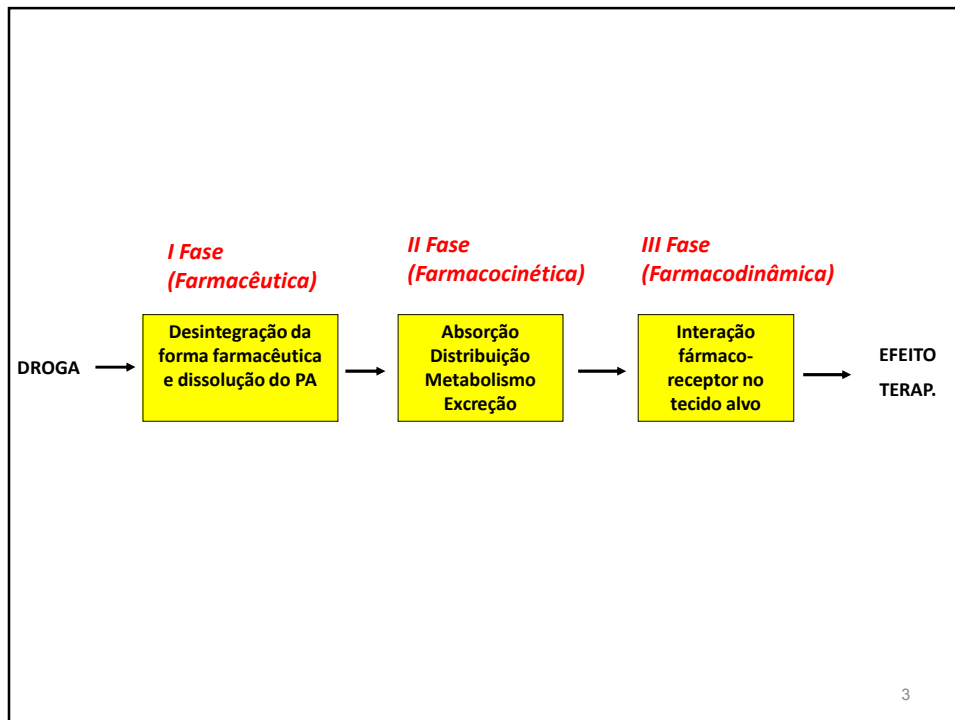 I Fase
(Farmacêutica)
II Fase
(Farmacocinética)
III Fase
(Farmacodinâmica)
DROGA
Desintegração da
forma farmacêutica
e dissolução do PA
Absorção
Distribuição
Metabolismo
Excreção
Interação
fármaco-
receptor no
tecido alvo
EFEITO
TERAP.
3